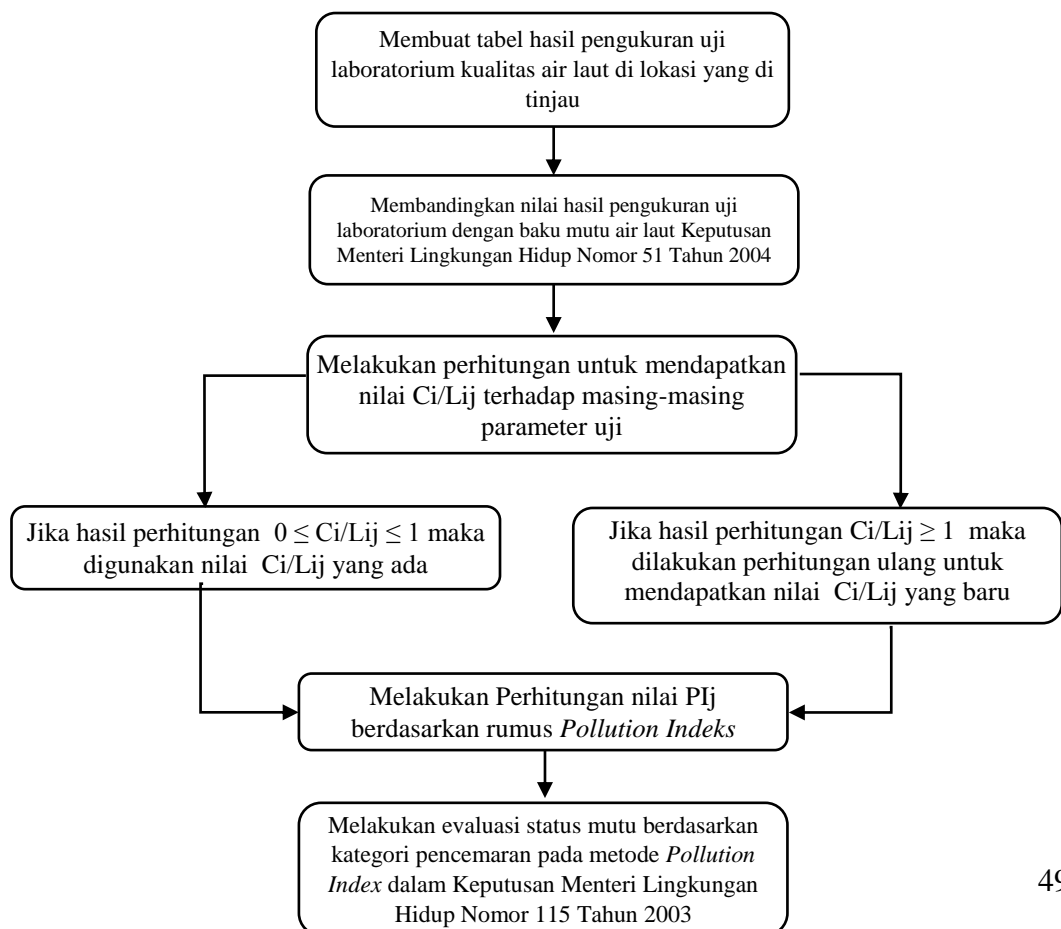 Membuat tabel hasil pengukuran uji
laboratorium kualitas air laut di lokasi yang di
tinjau
Membandingkan nilai hasil pengukuran uji
laboratorium dengan baku mutu air laut Keputusan
Menteri Lingkungan Hidup Nomor 51 Tahun 2004
Melakukan perhitungan untuk mendapatkan
nilai Ci/Lij terhadap masing-masing
parameter uji
Jika hasil perhitungan 0 ≤ Ci/Lij ≤ 1 maka
digunakan nilai Ci/Lij yang ada
Jika hasil perhitungan Ci/Lij ≥ 1 maka
dilakukan perhitungan ulang untuk
mendapatkan nilai Ci/Lij yang baru
Melakukan Perhitungan nilai PIj
berdasarkan rumus Pollution Indeks
Melakukan evaluasi status mutu berdasarkan
kategori pencemaran pada metode Pollution
Index dalam Keputusan Menteri Lingkungan
Hidup Nomor 115 Tahun 2003
49